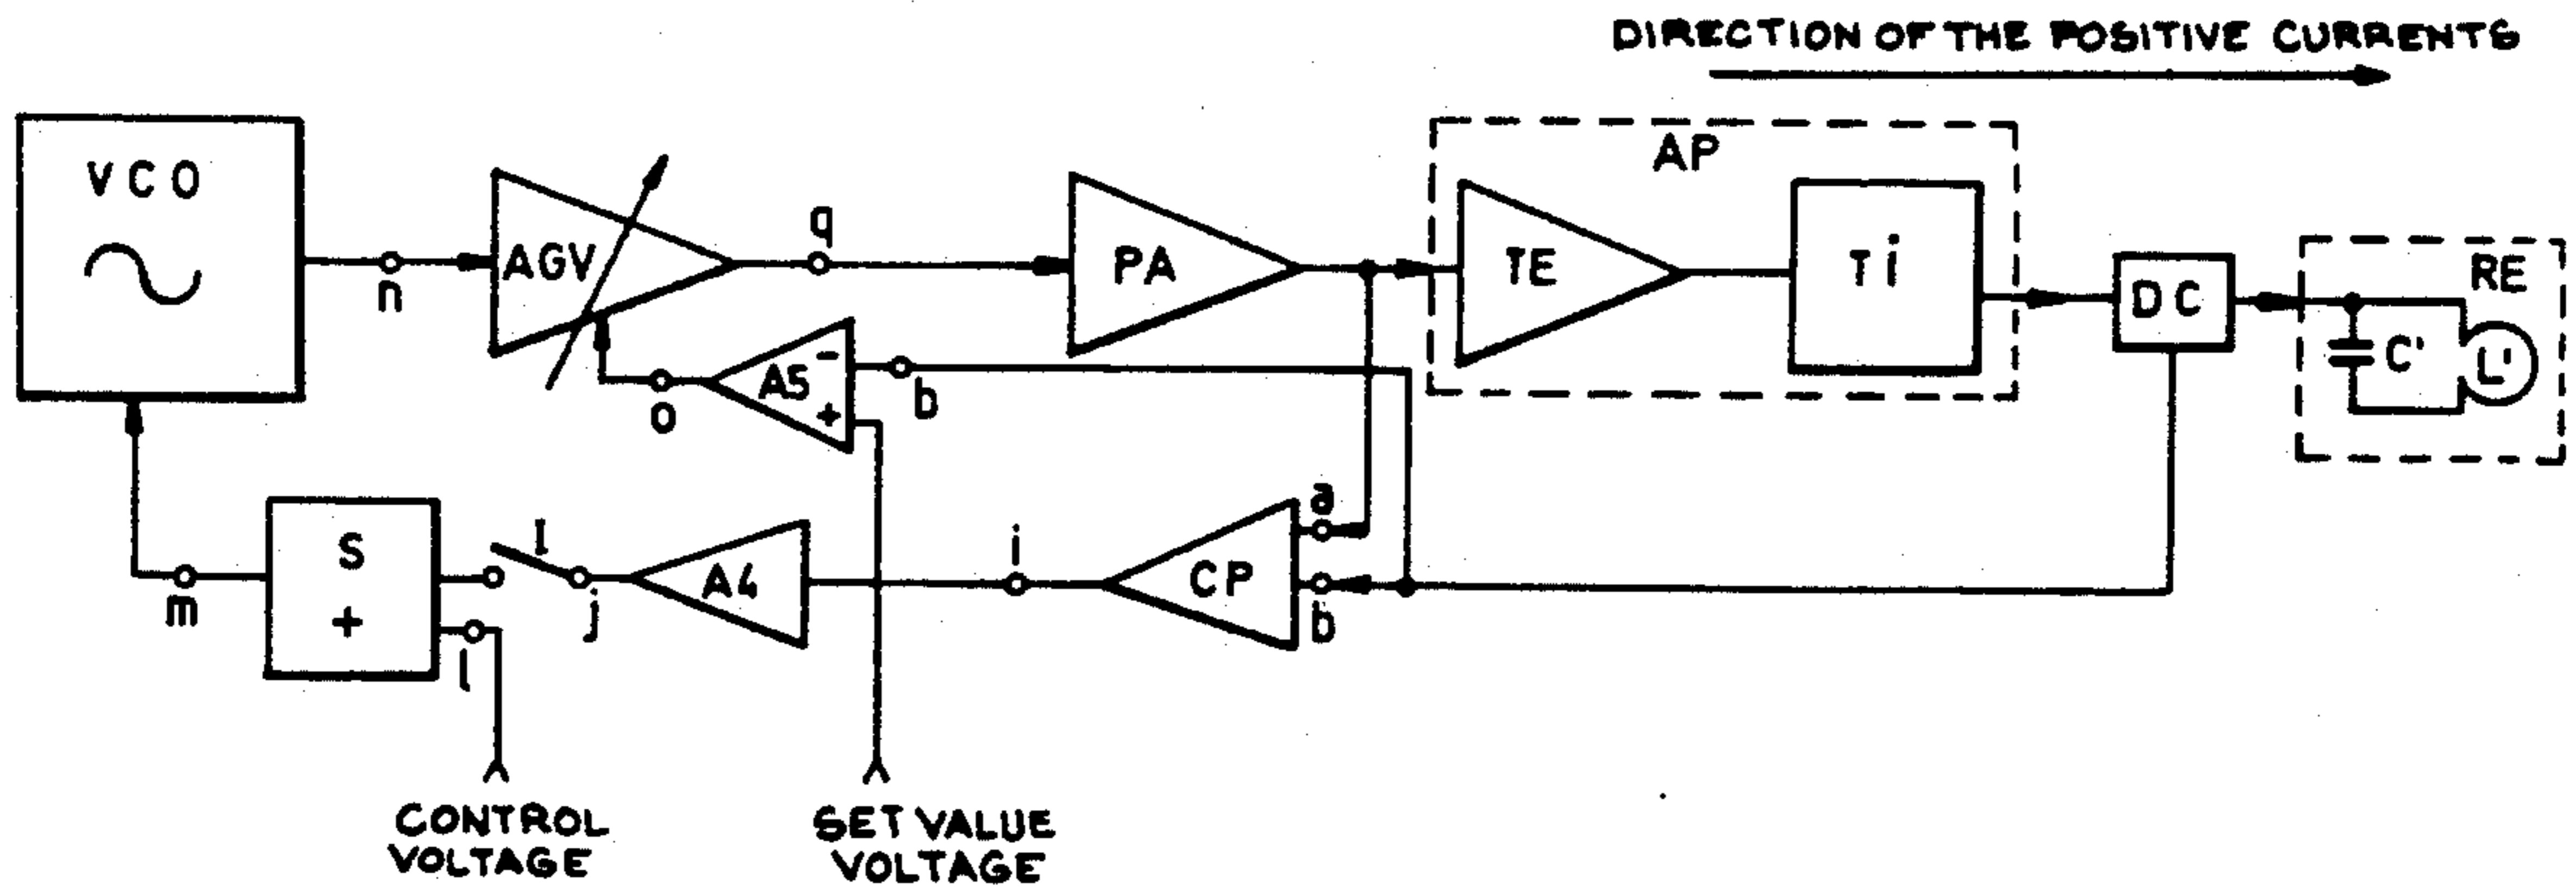 DIRECTION OF THE POSITIVE CURRENTS
VCO
n
AGV
q
PA
AP
TE
Ti
DC
RE
C'
L'
o
A5
-
+
b
m
S
+
I
j
l
A4
i
CP
a
b
CONTROL
VOLTAGE
SET VALUE
VOLTAGE